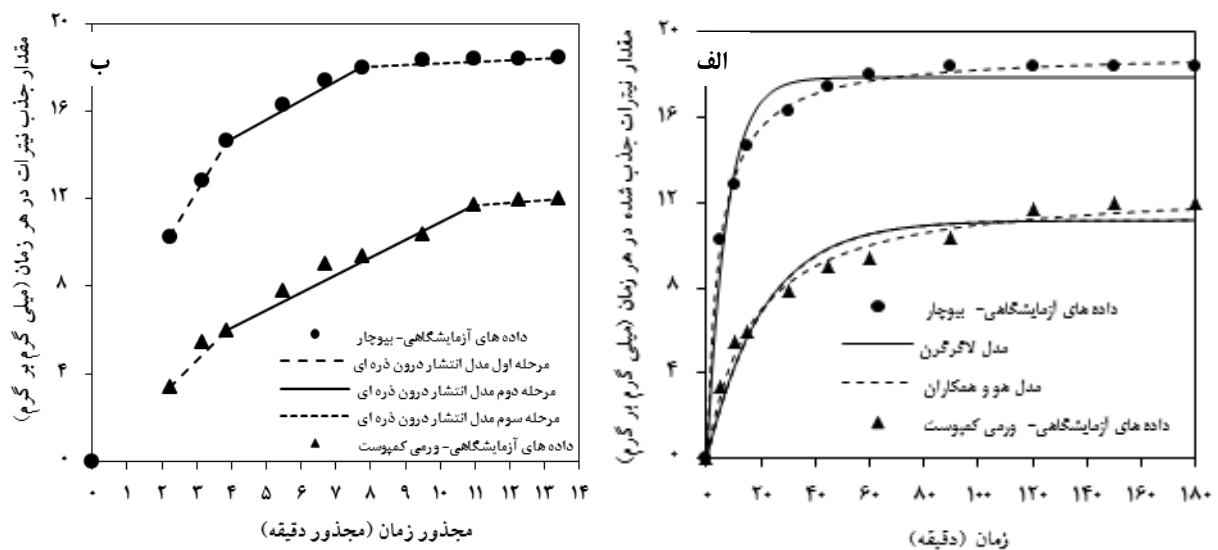 ب
مقدار جذب نیترات در هر زمان (میلی گرم بر گرم)
۲۰
۱۶
۱۲
۸
۴
۰
داده های آزمایشگاهی-بیوچار
مرحله اول مدل انتشار درون ذره ای
مرحله دوم مدل انتشار درون ذره ای
مرحله سوم مدل انتشار درون ذره ای
داده های آزمایشگاهی- ورمی کمپوست
۰ ۱ ۲ ۳ ۴ ۵ ۶ ۷ ۸ ۹ ۱۰ ۱۱ ۱۲ ۱۳ ۱۴
مجذور زمان (مجذور دقیقه)
الف
مقدار نیترات جذب شده در هر زمان (میلی گرم بر گرم)
۲۰
۱۶
۱۲
۸
۴
۰
داده های آزمایشگاهی- بیوچار
مدل لاگرگرن
مدل هو و همکاران
داده های آزمایشگاهی- ورمی کمپوست
۰ ۲۰ ۴۰ ۶۰ ۸۰ ۱۰۰ ۱۲۰ ۱۴۰ ۱۶۰ ۱۸۰
زمان (دقیقه)